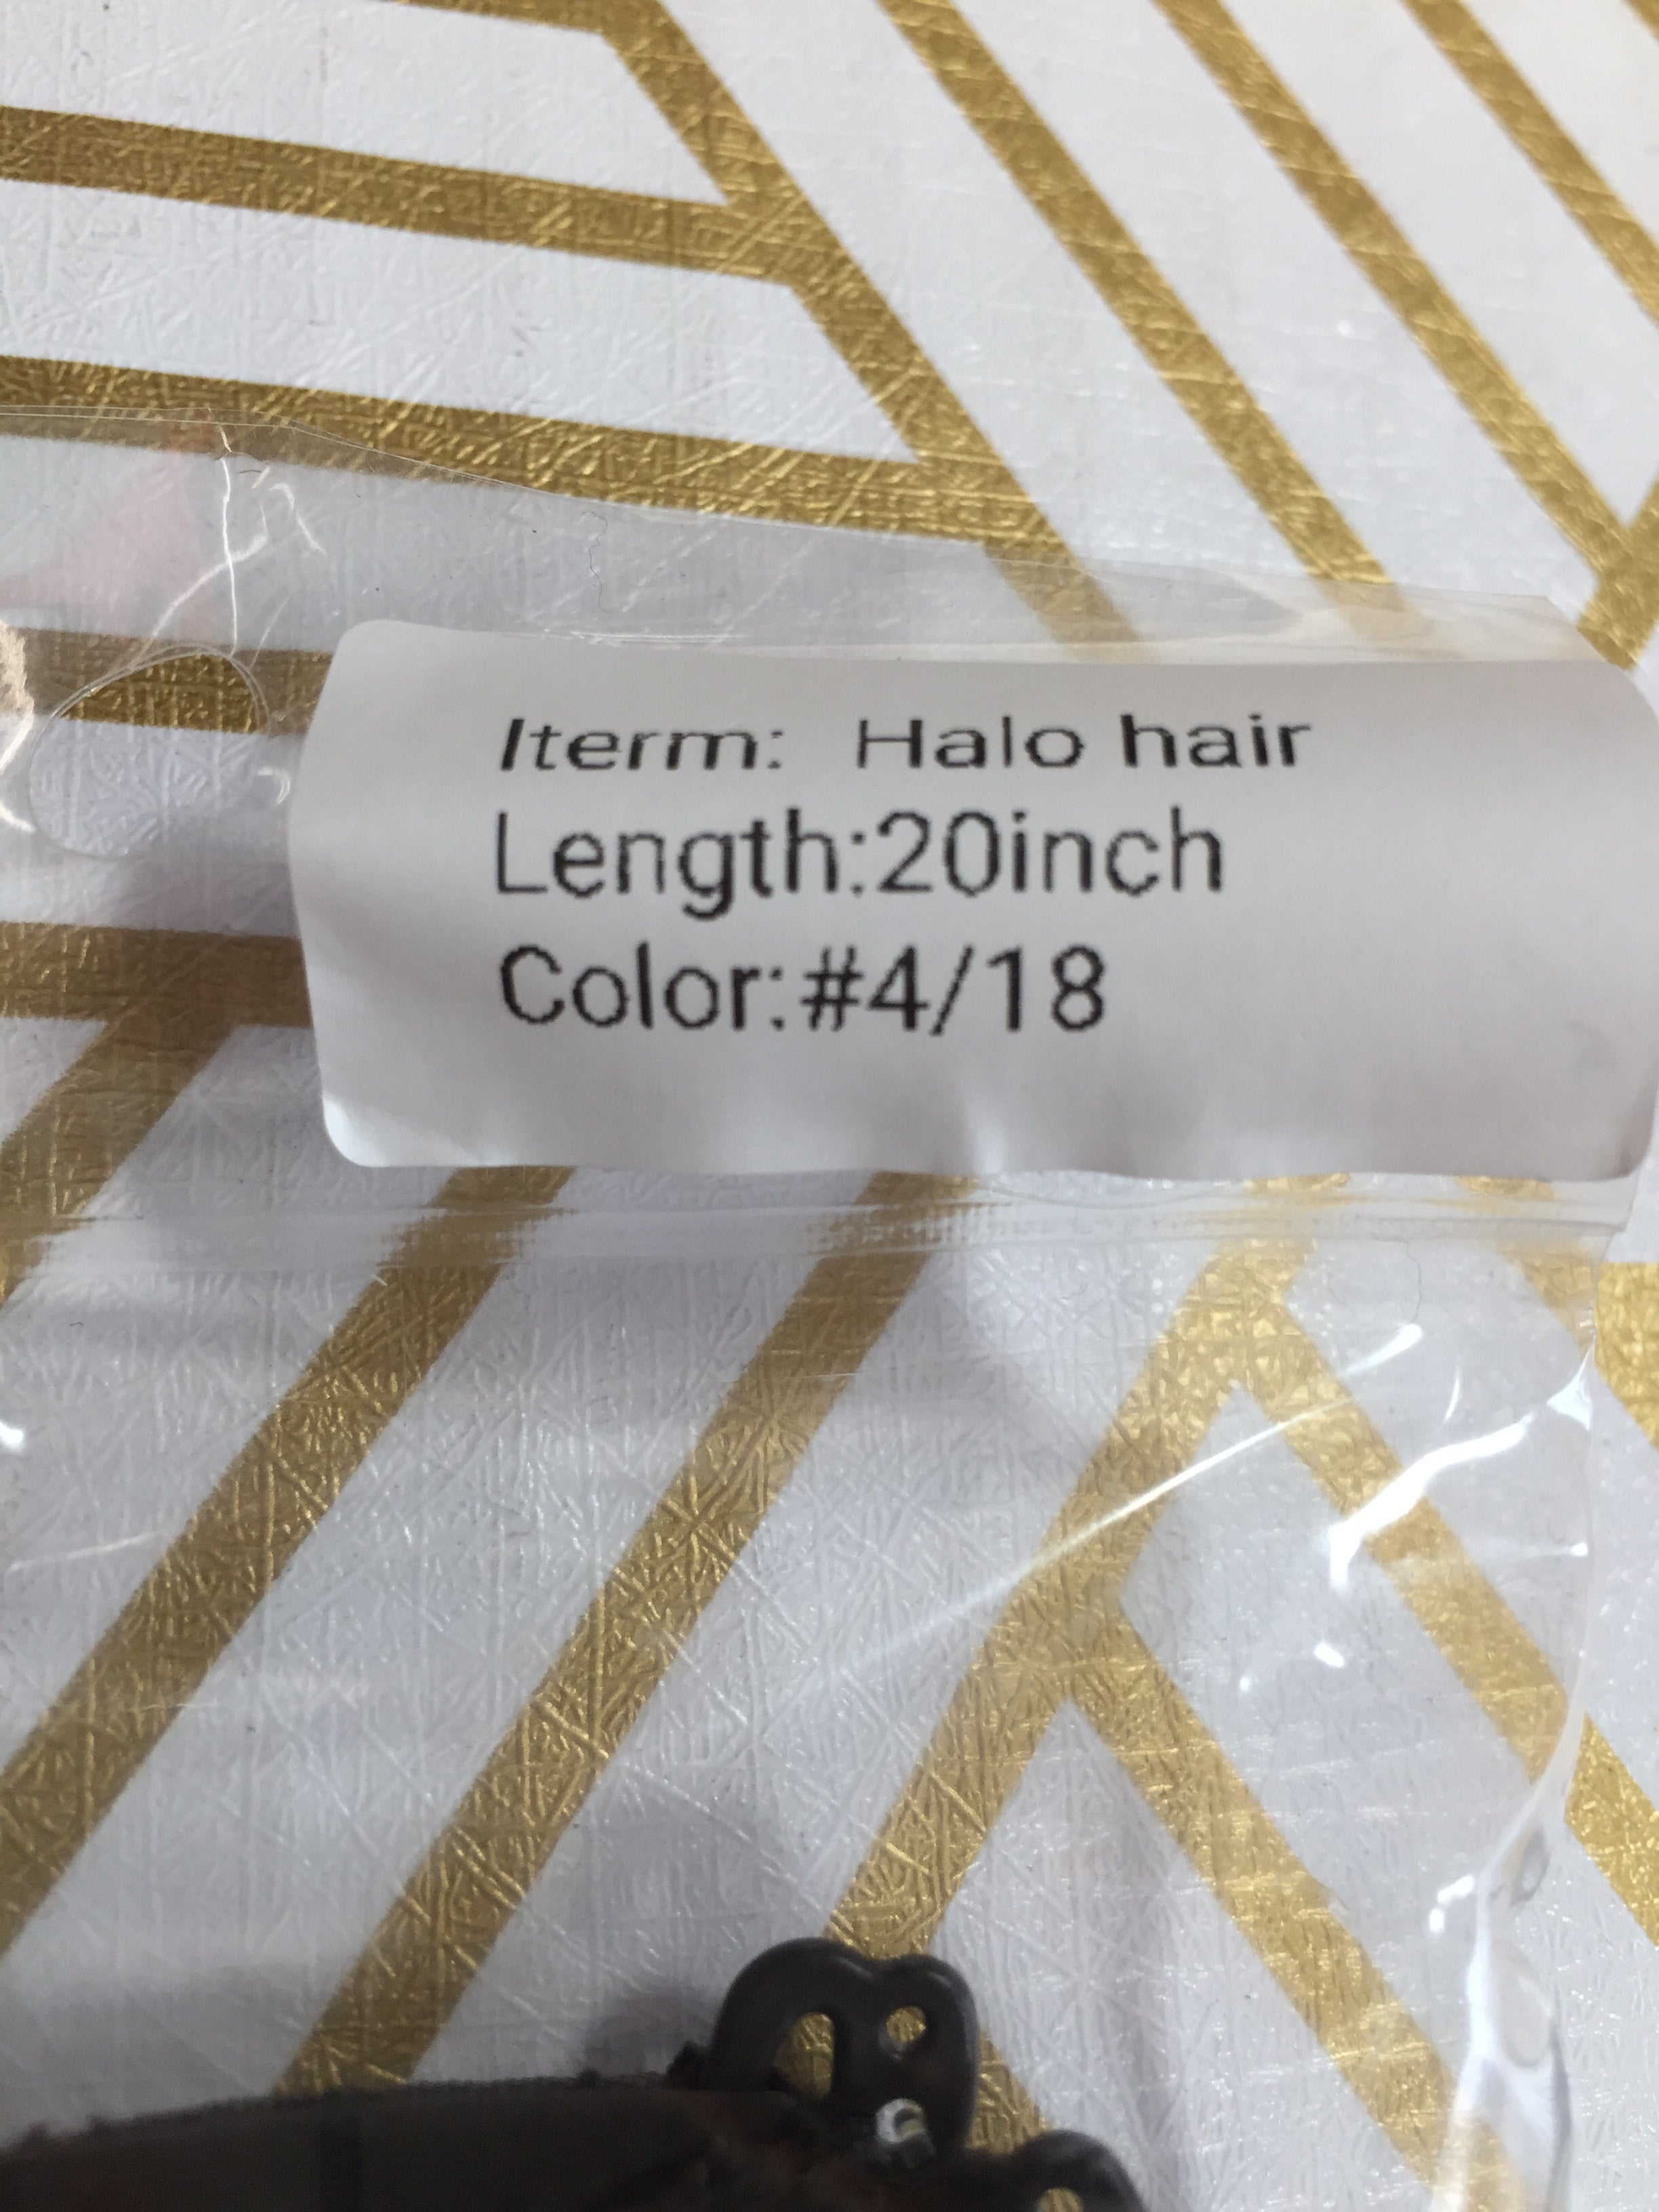 Iterm: Halo hair
Length:20inch
Color:#4/18